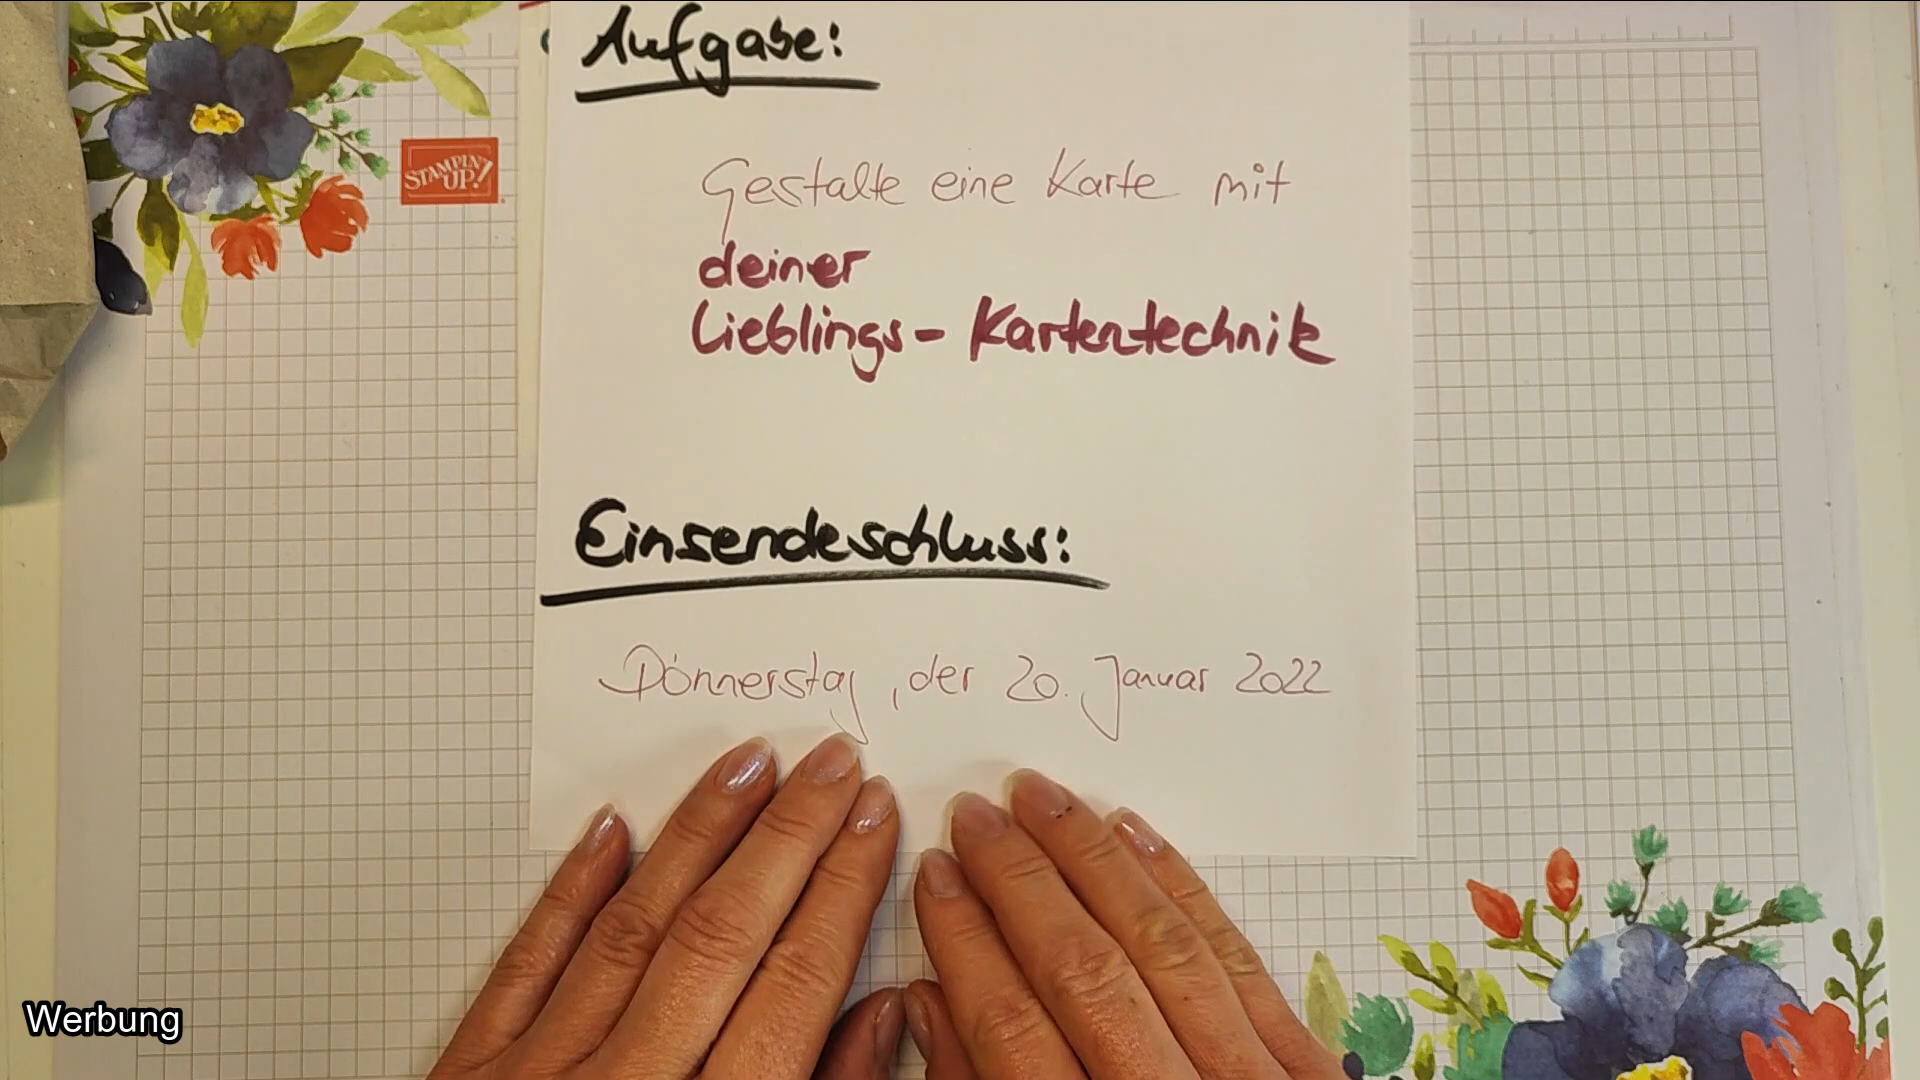 Aufgabe:
STAMPIN'
UP!
Gestalte eine Karte mit
deiner
Lieblings-Kartentechnik
Einsendeschluss:
Donnerstag, der 20. Januar 2022
Werbung